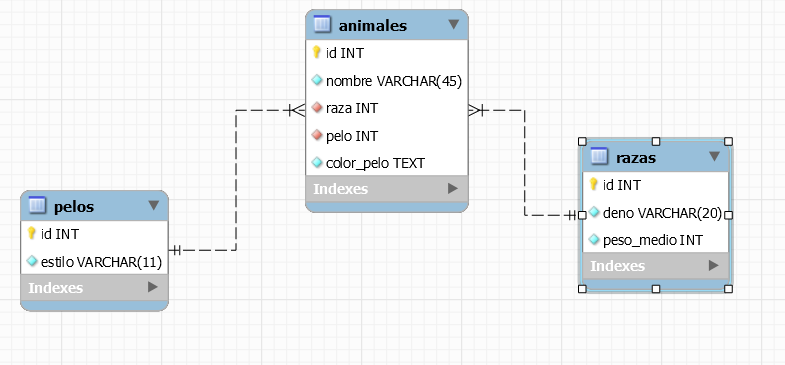 animales
id INT
nombre VARCHAR(45)
raza INT
pelo INT
color_pelo TEXT
Indexes
pelos
id INT
estilo VARCHAR(11)
Indexes
razas
id INT
deno VARCHAR(20)
peso_medio INT
Indexes